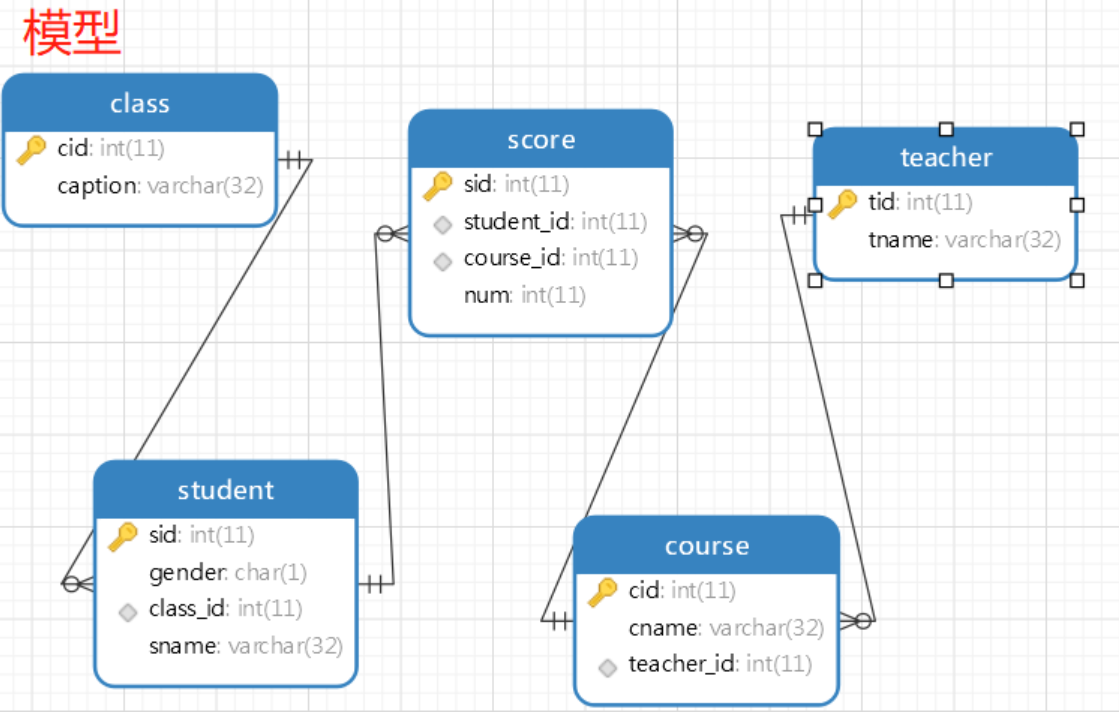 模型
class
cid: int(11)
caption: varchar(32)
score
sid: int(11)
student_id: int(11)
course_id: int(11)
num: int(11)
teacher
tid: int(11)
tname: varchar(32)
student
sid: int(11)
gender: char(1)
class_id: int(11)
sname: varchar(32)
course
cid: int(11)
cname: varchar(32)
teacher_id: int(11)